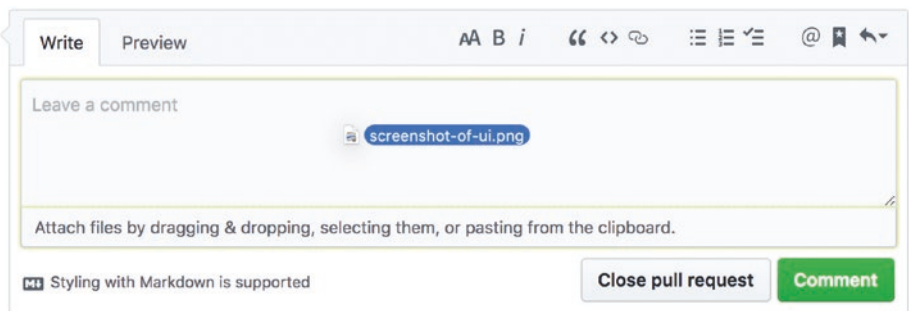 Write Preview AA B i @
Leave a comment
screenshot-of-ui.png
Attach files by dragging & dropping, selecting them, or pasting from the clipboard.
Styling with Markdown is supported Close pull request Comment